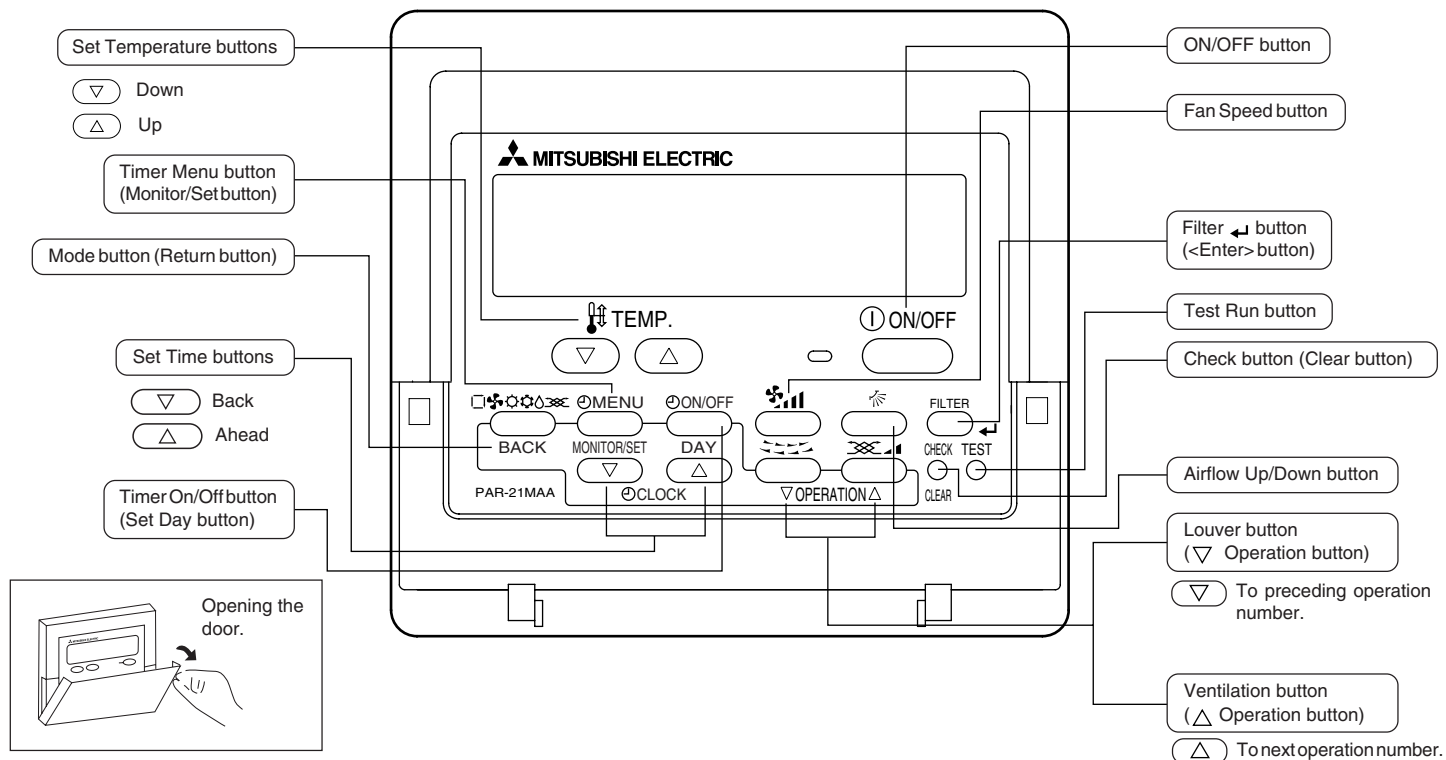 Set Temperature buttons
▽ Down
△ Up
Timer Menu button
(Monitor/Set button)
Mode button (Return button)
Set Time buttons
▽ Back
△ Ahead
Timer On/Off button
(Set Day button)
Opening the
door.
MITSUBISHI ELECTRIC
TEMP.
ON/OFF
▽ △
MENU
ON/OFF
FILTER
BACK
MONITOR/SET
DAY
CHECK
TEST
▽ △
PAR-21MAA
CLOCK
▽ OPERATION △
CLEAR
ON/OFF button
Fan Speed button
Filter ↵ button
(<Enter> button)
Test Run button
Check button (Clear button)
Airflow Up/Down button
Louver button
(▽ Operation button)
▽ To preceding operation
number.
Ventilation button
(△ Operation button)
△ To next operation number.